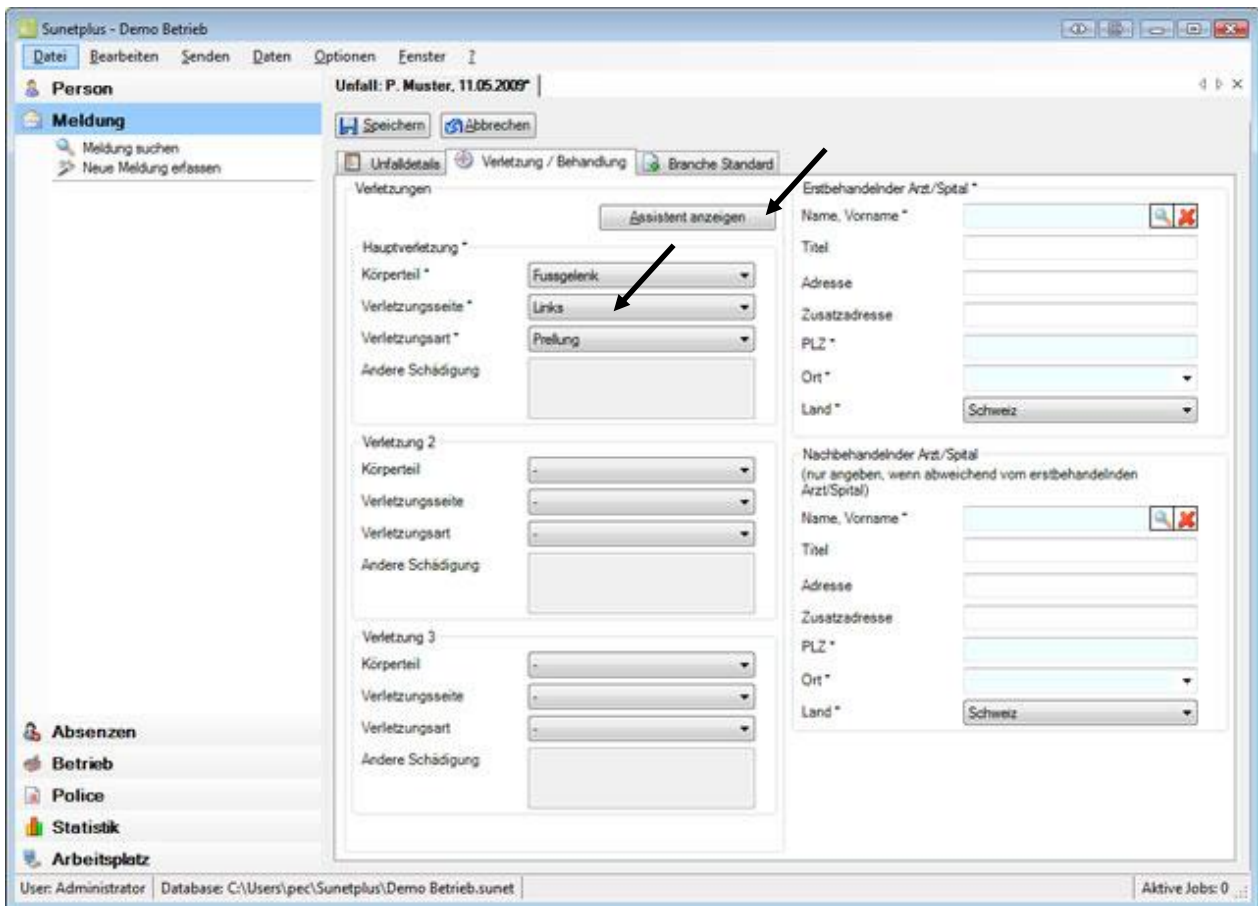 Sunetplus - Demo Betrieb
Datei Bearbeiten Senden Daten Optionen Fenster ?
Person
Meldung
Meldung suchen
Neue Meldung erfassen
Absenzen
Betrieb
Police
Statistik
Arbeitsplatz
Unfall: P. Muster, 11.05.2009*
Speichern Abbrechen
Unfalldetails Verletzung / Behandlung Branche Standard
Verletzungen
Assistent anzeigen
Hauptverletzung *
Körperteil * Fussgelenk
Verletzungsseite * Links
Verletzungsart * Prellung
Andere Schädigung
Verletzung 2
Körperteil -
Verletzungsseite -
Verletzungsart -
Andere Schädigung
Verletzung 3
Körperteil -
Verletzungsseite -
Verletzungsart -
Andere Schädigung
Erstbehandelnder Arzt/Spital *
Name, Vorname *
Titel
Adresse
Zusatzadresse
PLZ *
Ort *
Land * Schweiz
Nachbehandelnder Arzt/Spital
(nur angeben, wenn abweichend vom erstbehandelnden
Arzt/Spital)
Name, Vorname *
Titel
Adresse
Zusatzadresse
PLZ *
Ort *
Land * Schweiz
User: Administrator Database: C:\Users\pec\Sunetplus\Demo Betrieb.sunet Aktive Jobs: 0